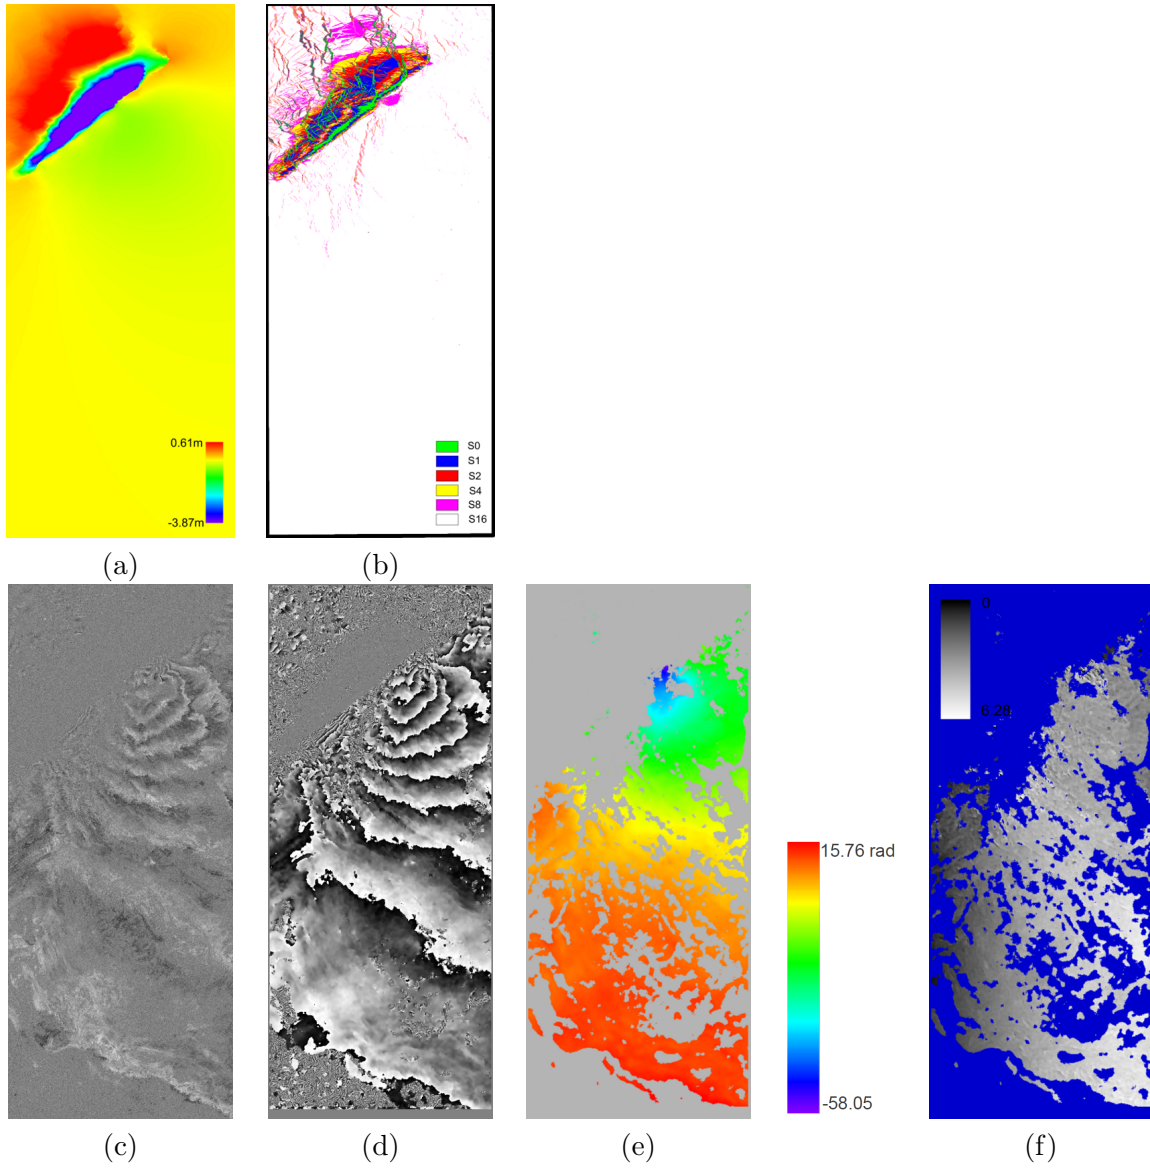 0.61m
-3.87m
S0
S1
S2
S4
S8
S16
(a)
(b)
0
6.28
15.76 rad
-58.05
(c)
(d)
(e)
(f)